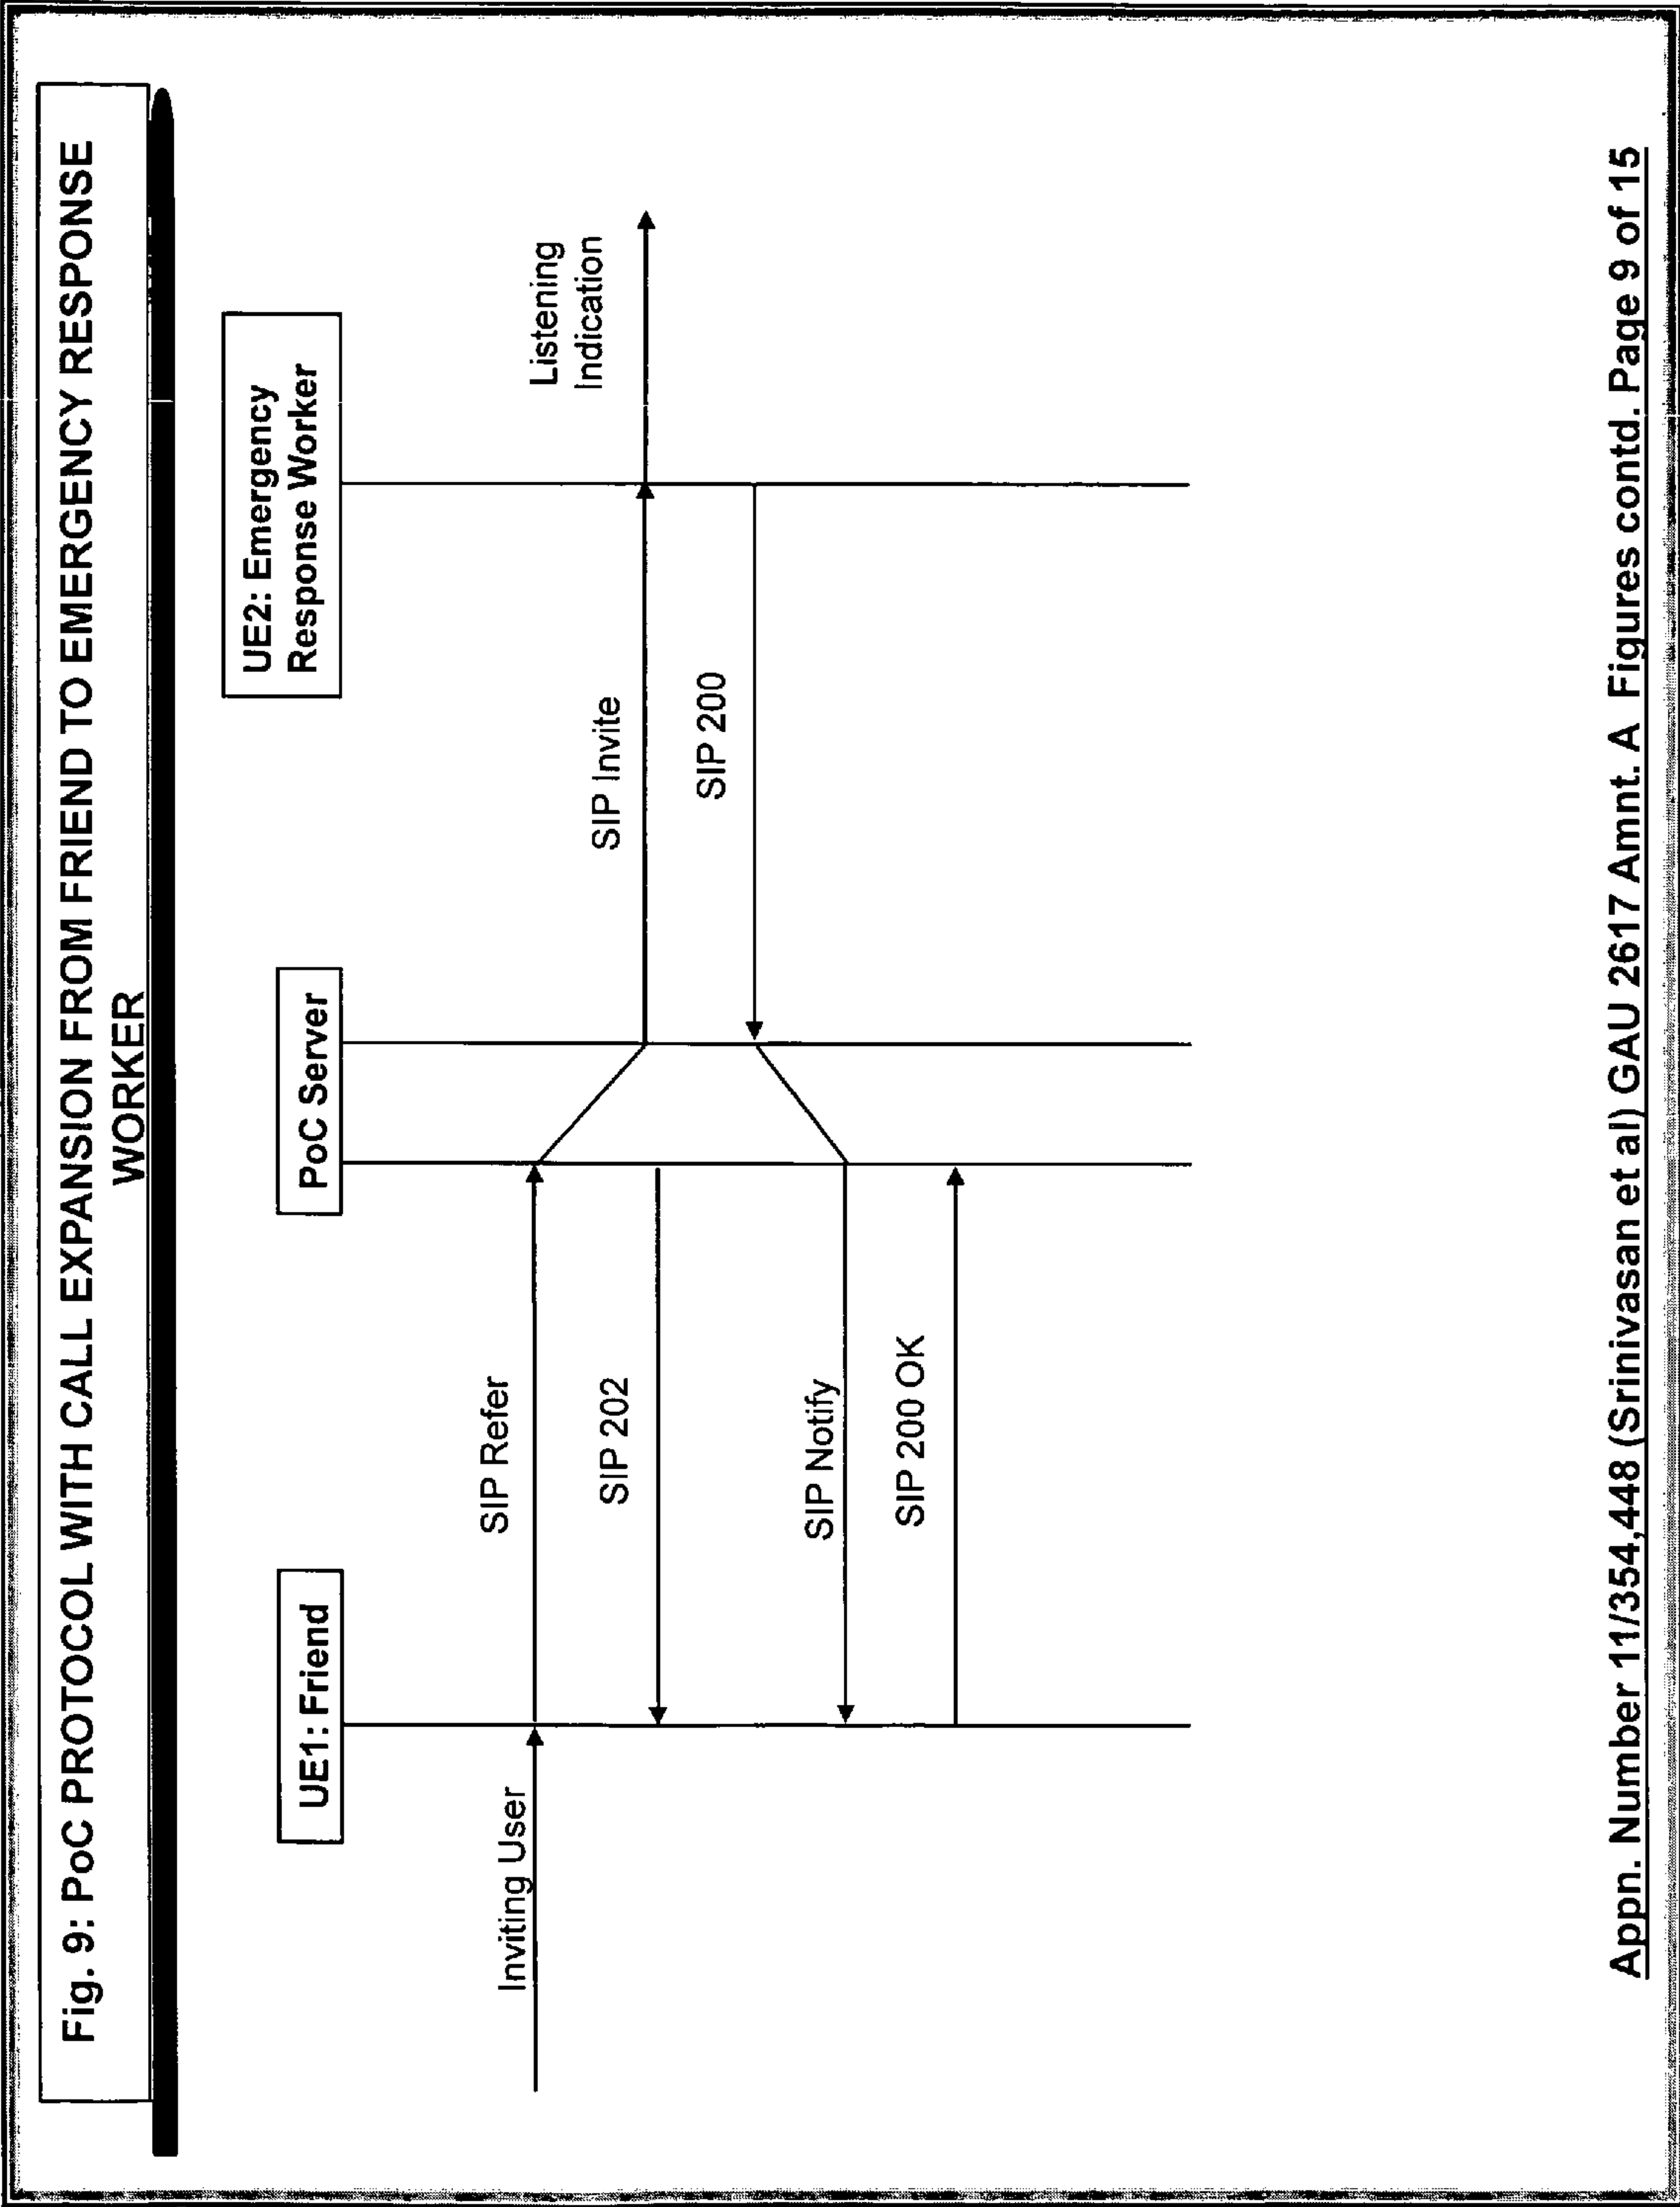 Fig. 9: PoC PROTOCOL WITH CALL EXPANSION FROM FRIEND TO EMERGENCY RESPONSE
WORKER
UE1: Friend
PoC Server
UE2: Emergency
Response Worker
Inviting User
SIP Refer
SIP 202
SIP Notify
SIP 200 OK
SIP Invite
SIP 200
Listening
Indication
Appn. Number 11/354,448 (Srinivasan et al) GAU 2617 Amnt. A Figures contd. Page 9 of 15